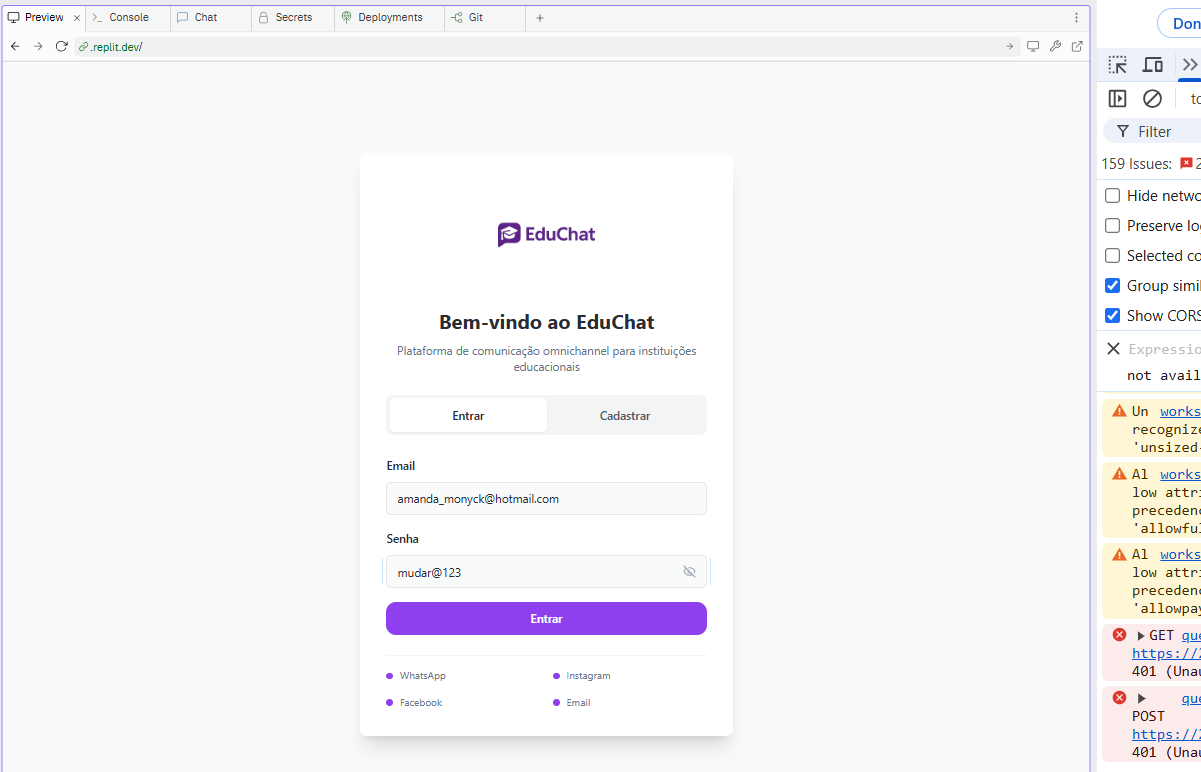 Preview
Console
Chat
Secrets
Deployments
Git
.replit.dev/
EduChat
Bem-vindo ao EduChat
Plataforma de comunicação omnichannel para instituições
educacionais
Entrar
Cadastrar
Email
amanda_monyck@hotmail.com
Senha
mudar@123
Entrar
WhatsApp
Instagram
Facebook
Email
Don
to
Filter
159 Issues: 2
Hide netwo
Preserve lo
Selected co
Group simil
Show CORS
Expressio
not avail
Un works
recognize
'unsized-
Al works
low attri
precedenc
'allowful
Al works
low attri
precedenc
'allowpay
GET que
https://2
401 (Unau
que
POST
https://2
401 (Unau